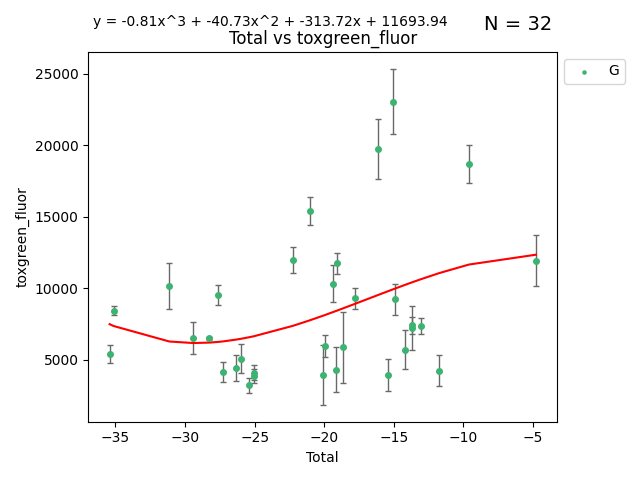 y = -0.81x^3 + -40.73x^2 + -313.72x + 11693.94
N = 32
Total vs toxgreen_fluor
G
25000
20000
15000
10000
5000
toxgreen_fluor
−35
−30
−25
−20
−15
−10
−5
Total